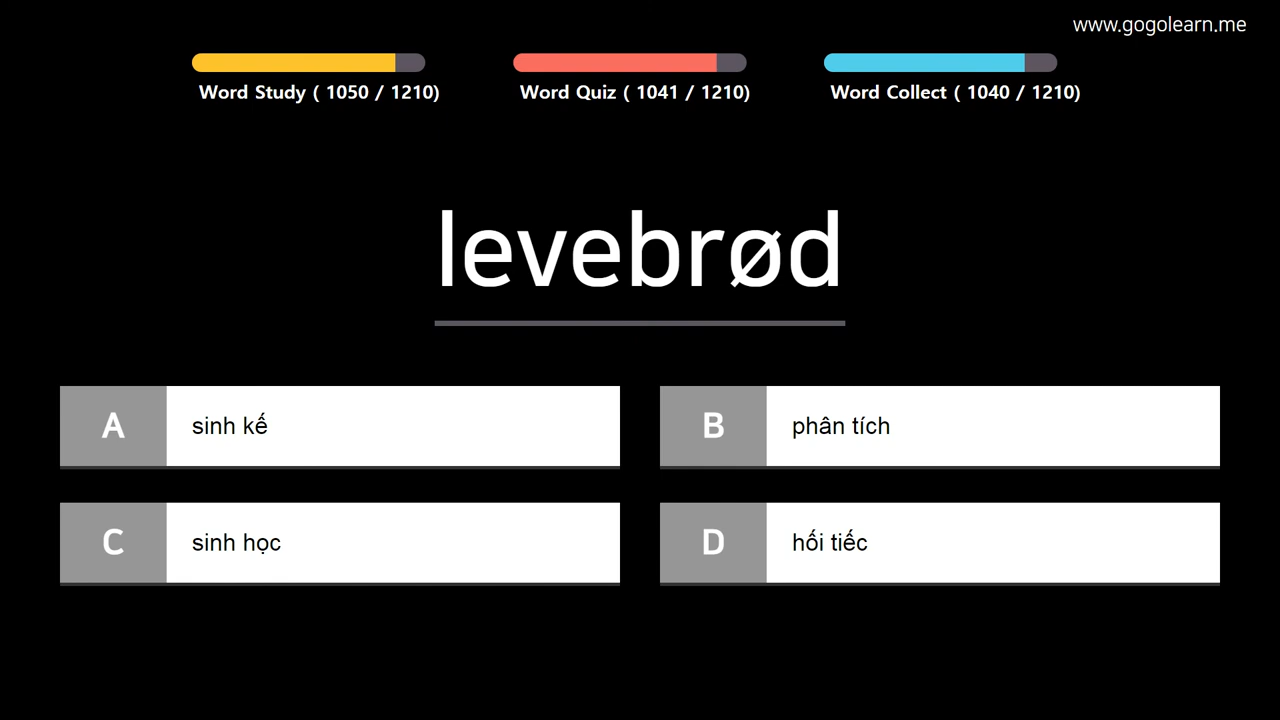 www.gogolearn.me
Word Study ( 1050 / 1210)
Word Quiz ( 1041 / 1210)
Word Collect ( 1040 / 1210)
levebrød
A sinh kế
B phân tích
C sinh học
D hối tiếc